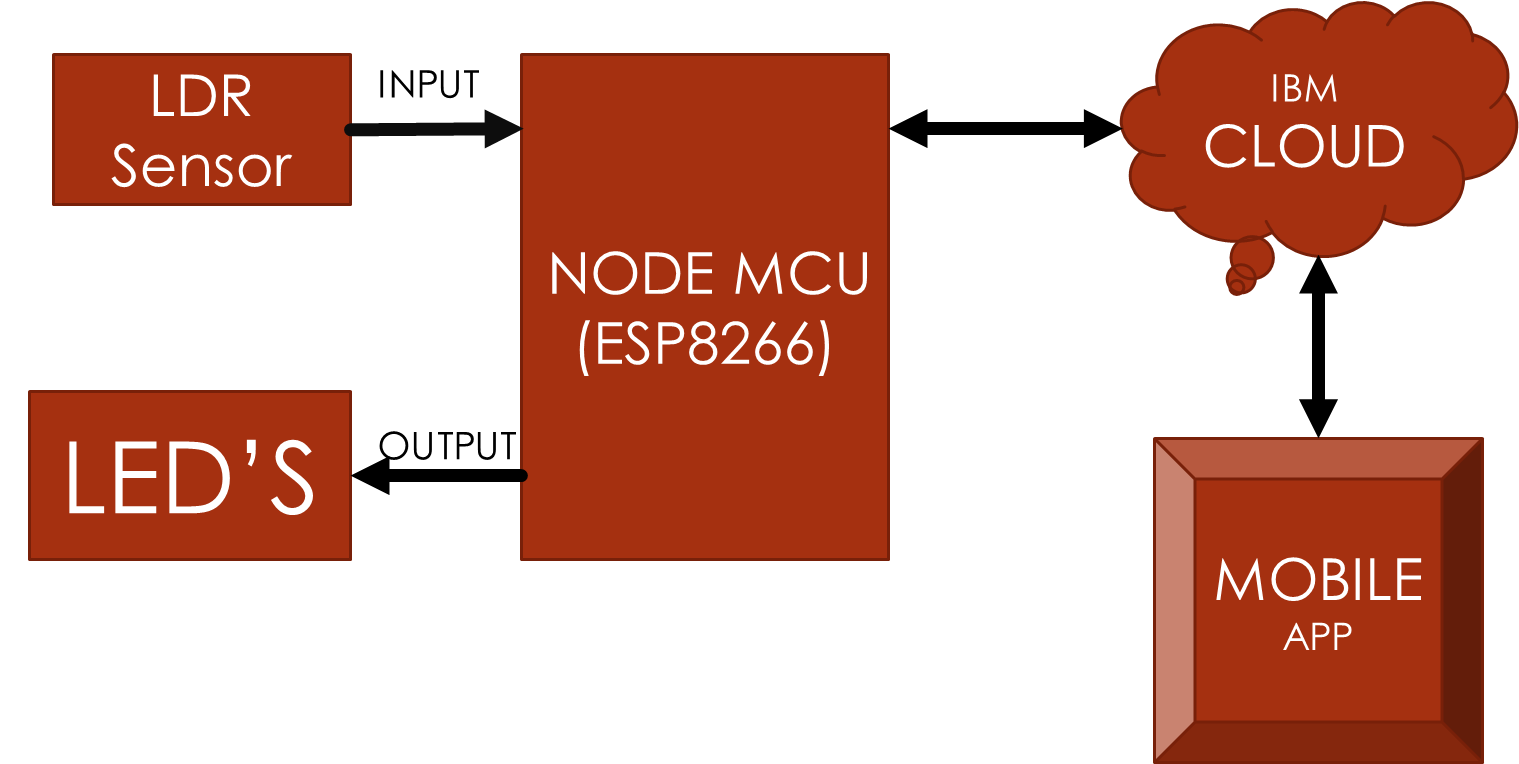 LDR
Sensor
INPUT
NODE MCU
(ESP8266)
IBM
CLOUD
LED’S
OUTPUT
MOBILE
APP